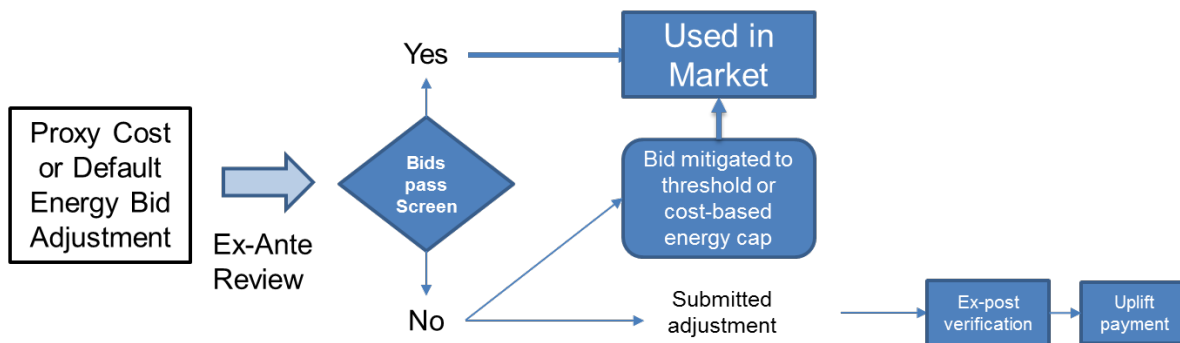 Proxy Cost
or Default
Energy Bid
Adjustment
Ex-Ante
Review
Bids
pass
Screen
Yes
Used in
Market
Bid mitigated to
threshold or
cost-based
energy cap
No
Submitted
adjustment
Ex-post
verification
Uplift
payment